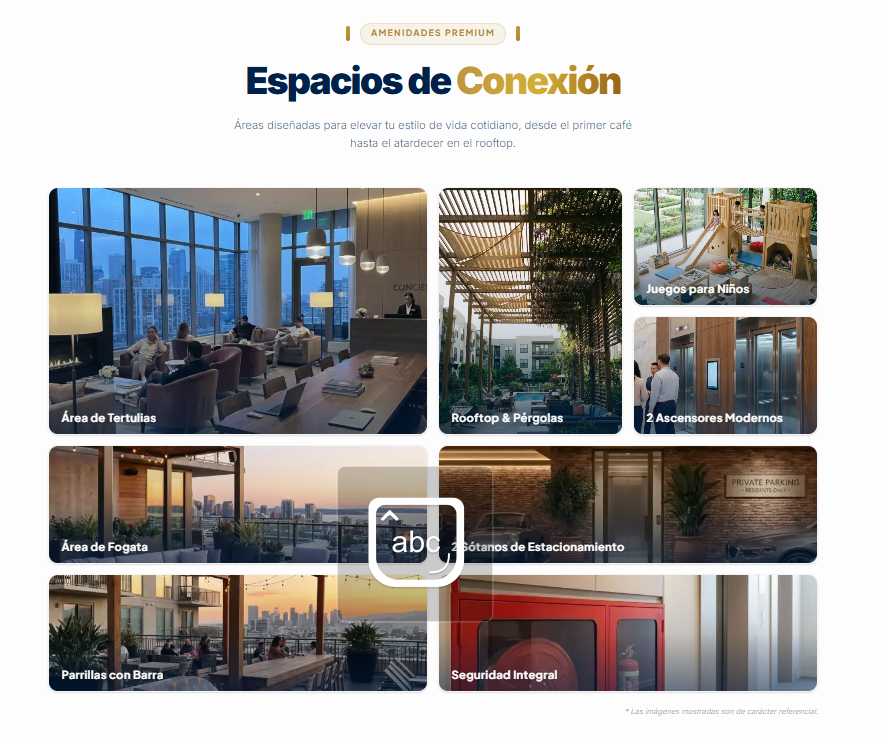 AMENIDADES PREMIUM
Espacios de Conexión
Áreas diseñadas para elevar tu estilo de vida cotidiano, desde el primer café
hasta el atardecer en el rooftop.
CONCIE
Área de Tertulias
Rooftop & Pérgolas
Juegos para Niños
2 Ascensores Modernos
Área de Fogata
PRIVATE PARKING
- RESIDENTS ONLY -
abc
2 Sótanos de Estacionamiento
Parrillas con Barra
Seguridad Integral
* Las imágenes mostradas son de carácter referencial.